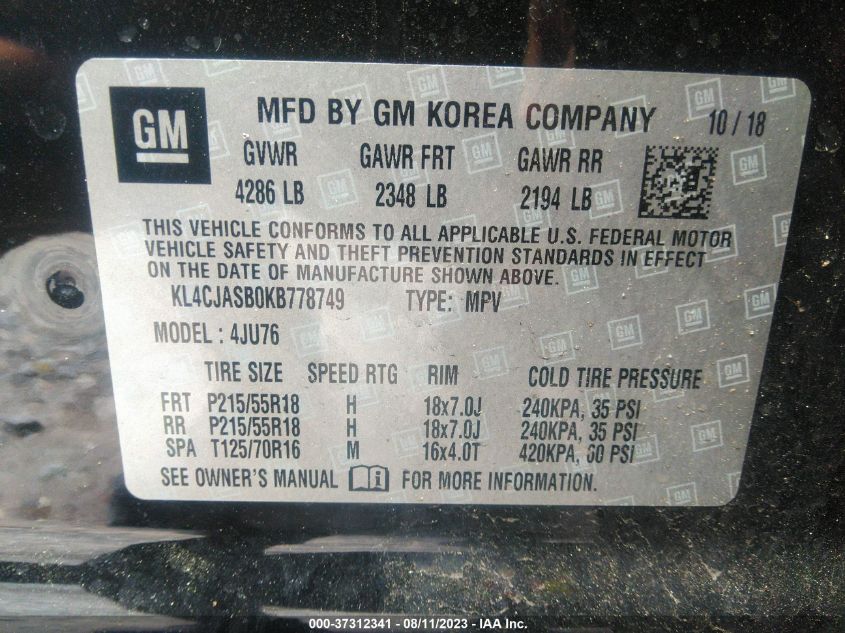 GM MFD BY GM KOREA COMPANY 10/18
GVWR GAWR FRT GAWR RR
4286 LB 2348 LB 2194 LB
THIS VEHICLE CONFORMS TO ALL APPLICABLE U.S. FEDERAL MOTOR
VEHICLE SAFETY AND THEFT PREVENTION STANDARDS IN EFFECT
ON THE DATE OF MANUFACTURE SHOWN ABOVE.
KL4CJASB0KB778749 TYPE: MPV
MODEL: 4JU76
TIRE SIZE SPEED RTG RIM COLD TIRE PRESSURE
FRT P215/55R18 H 18x7.0J 240KPA, 35 PSI
RR P215/55R18 H 18x7.0J 240KPA, 35 PSI
SPA T125/70R16 M 16x4.0T 420KPA, 60 PSI
SEE OWNER'S MANUAL FOR MORE INFORMATION.
000-37312341 - 08/11/2023 - IAA Inc.